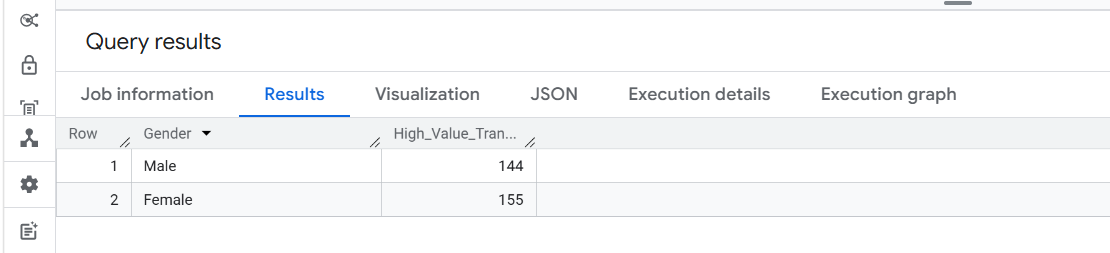 Query results
Job information Results Visualization JSON Execution details Execution graph
Row Gender High_Value_Tran...
1 Male 144
2 Female 155